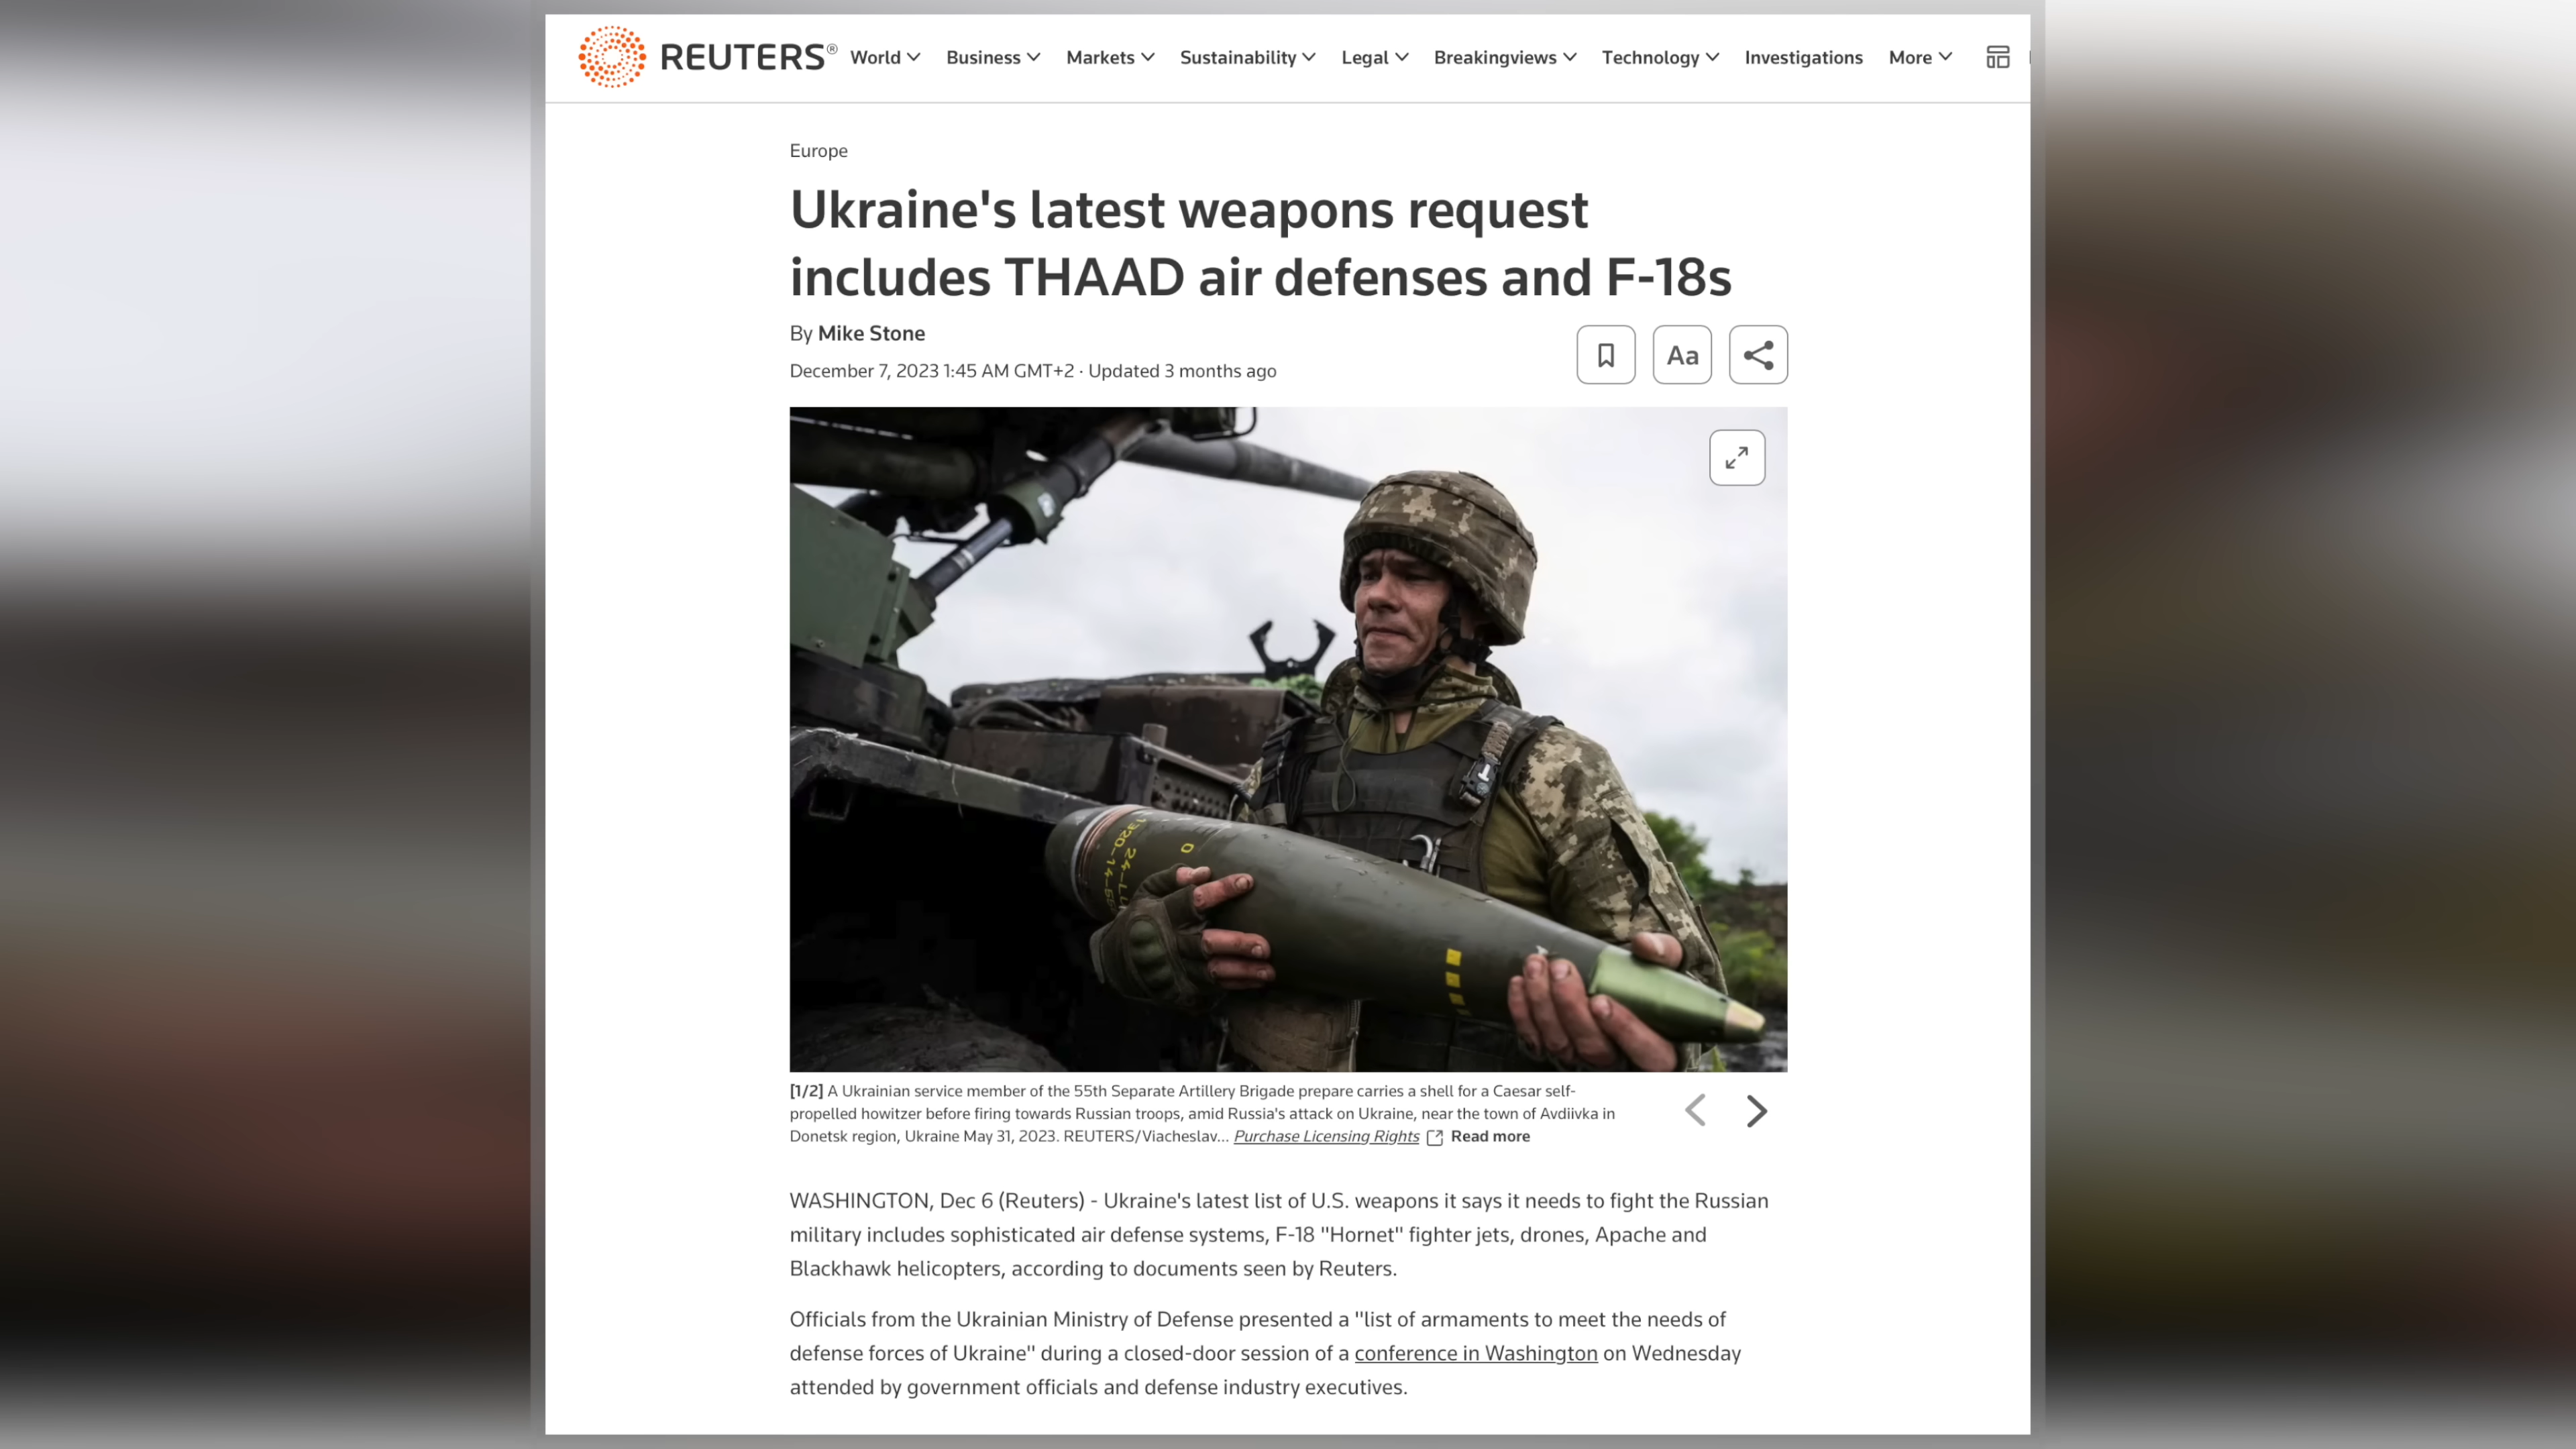 REUTERS®
World Business Markets Sustainability Legal Breakingviews Technology Investigations More
Europe
Ukraine's latest weapons request
includes THAAD air defenses and F-18s
By Mike Stone
December 7, 2023 1:45 AM GMT+2 · Updated 3 months ago
Aa
[1/2] A Ukrainian service member of the 55th Separate Artillery Brigade prepare carries a shell for a Caesar self-
propelled howitzer before firing towards Russian troops, amid Russia's attack on Ukraine, near the town of Avdiivka in
Donetsk region, Ukraine May 31, 2023. REUTERS/Viacheslav... Purchase Licensing Rights Read more
WASHINGTON, Dec 6 (Reuters) - Ukraine's latest list of U.S. weapons it says it needs to fight the Russian
military includes sophisticated air defense systems, F-18 "Hornet" fighter jets, drones, Apache and
Blackhawk helicopters, according to documents seen by Reuters.
Officials from the Ukrainian Ministry of Defense presented a "list of armaments to meet the needs of
defense forces of Ukraine" during a closed-door session of a conference in Washington on Wednesday
attended by government officials and defense industry executives.